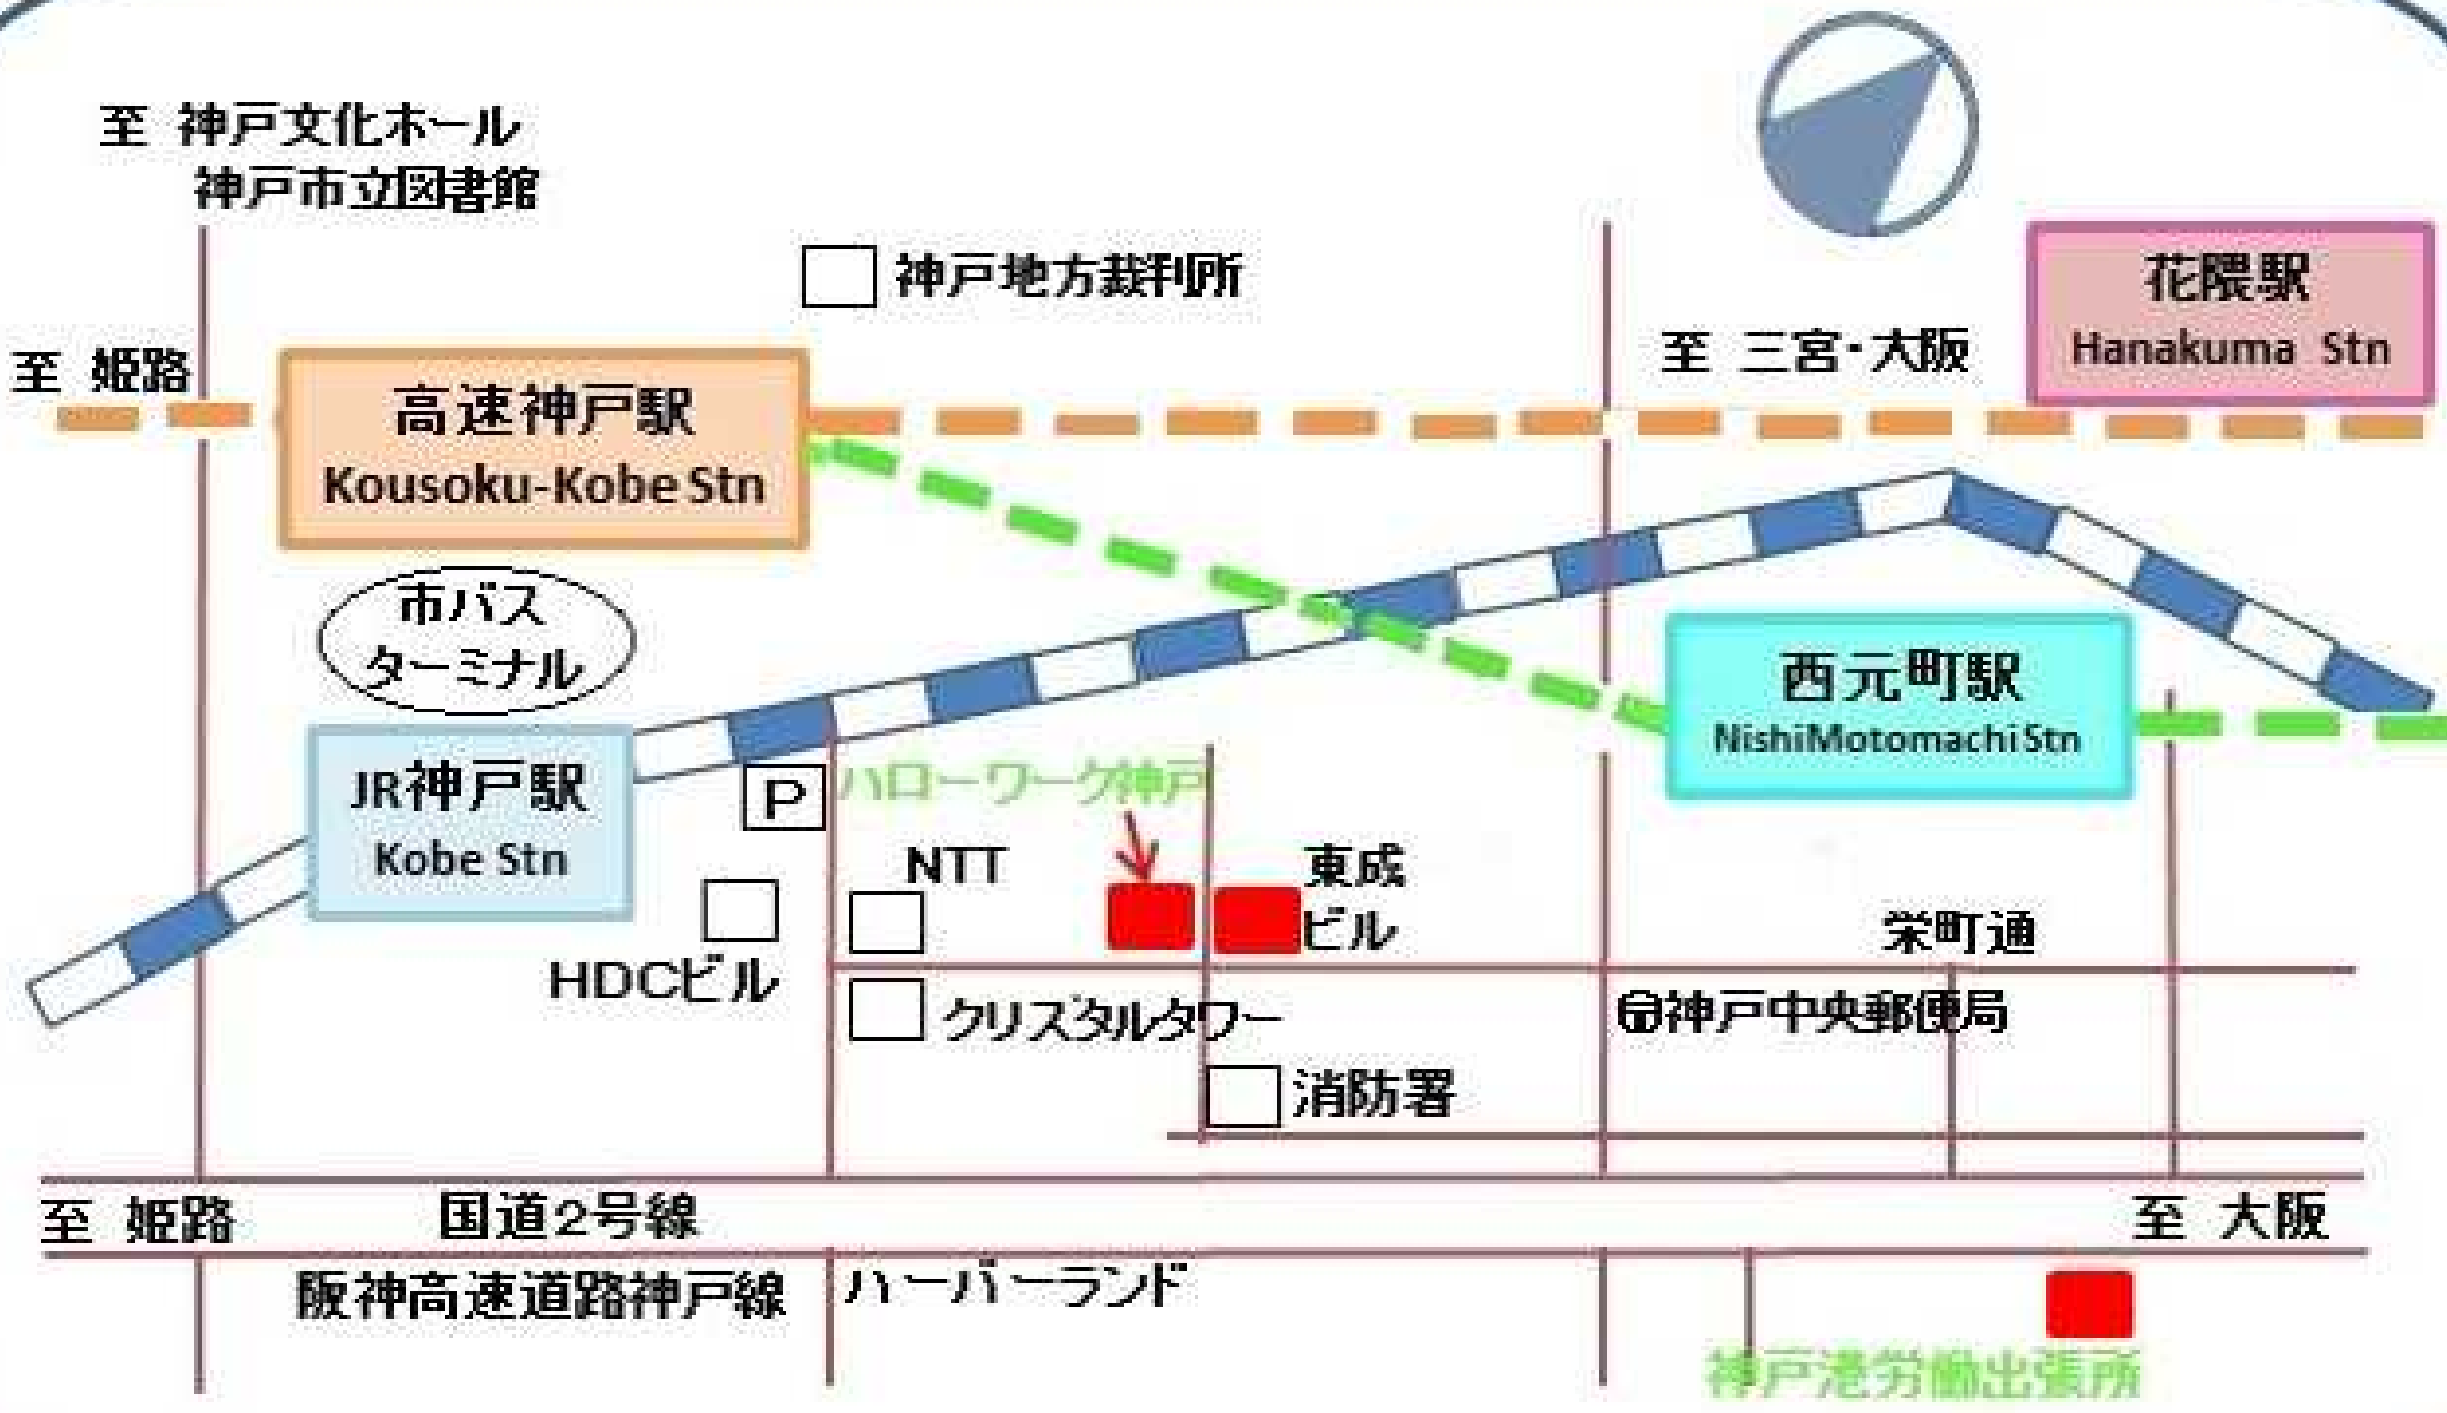 至 神戸文化ホール
神戸市立図書館
神戸地方裁判所
花隈駅
Hanakuma Stn
至 三宮・大阪
至 姫路
高速神戸駅
Kousoku-Kobe Stn
市バス
ターミナル
西元町駅
NishiMotomachi Stn
JR神戸駅
Kobe Stn
P
ハローワーク神戸
NTT
東成
ビル
栄町通
HDCビル
クリスタルタワー
〶神戸中央郵便局
消防署
至 姫路
国道2号線
至 大阪
阪神高速道路神戸線
ハーバーランド
神戸港労働出張所